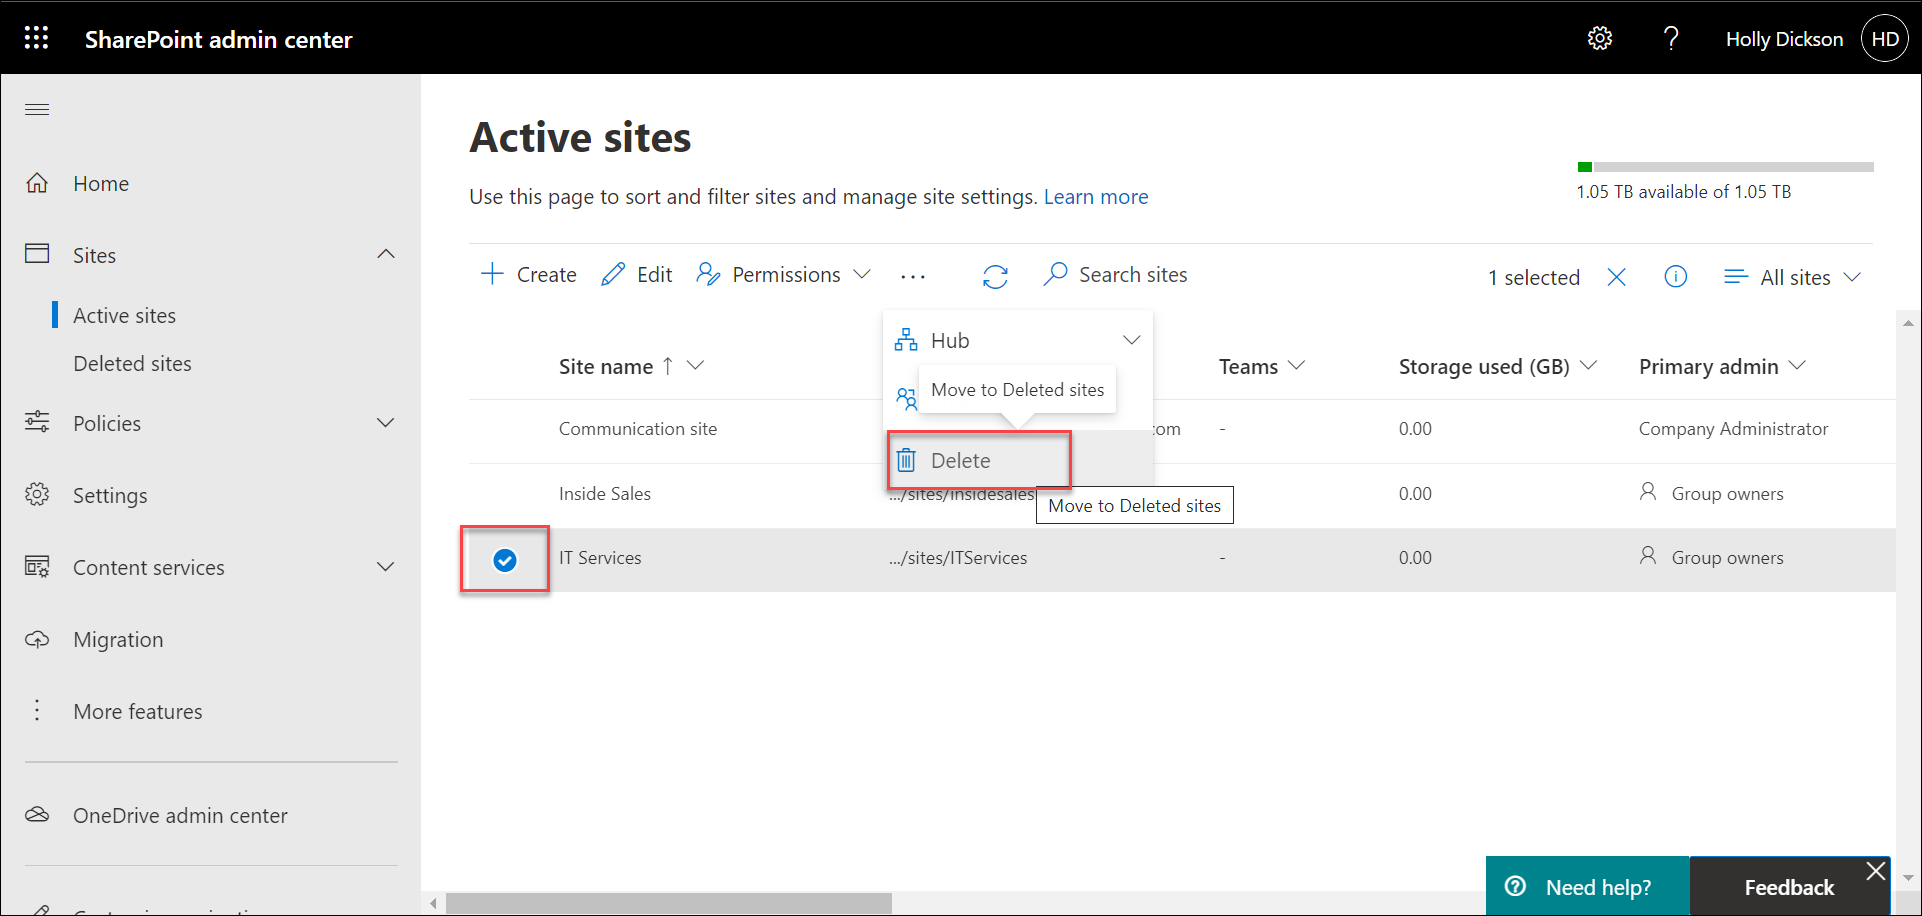 SharePoint admin center
Holly Dickson
HD
Home
Sites
Active sites
Deleted sites
Policies
Settings
Content services
Migration
More features
OneDrive admin center
Active sites
Use this page to sort and filter sites and manage site settings. Learn more
1.05 TB available of 1.05 TB
Create Edit Permissions ... Search sites 1 selected All sites
Hub
Move to Deleted sites
Delete
Move to Deleted sites
Site name ↑ Teams Storage used (GB) Primary admin
Communication site com - 0.00 Company Administrator
Inside Sales .../sites/insidesales 0.00 Group owners
IT Services .../sites/ITServices - 0.00 Group owners
Need help?
Feedback